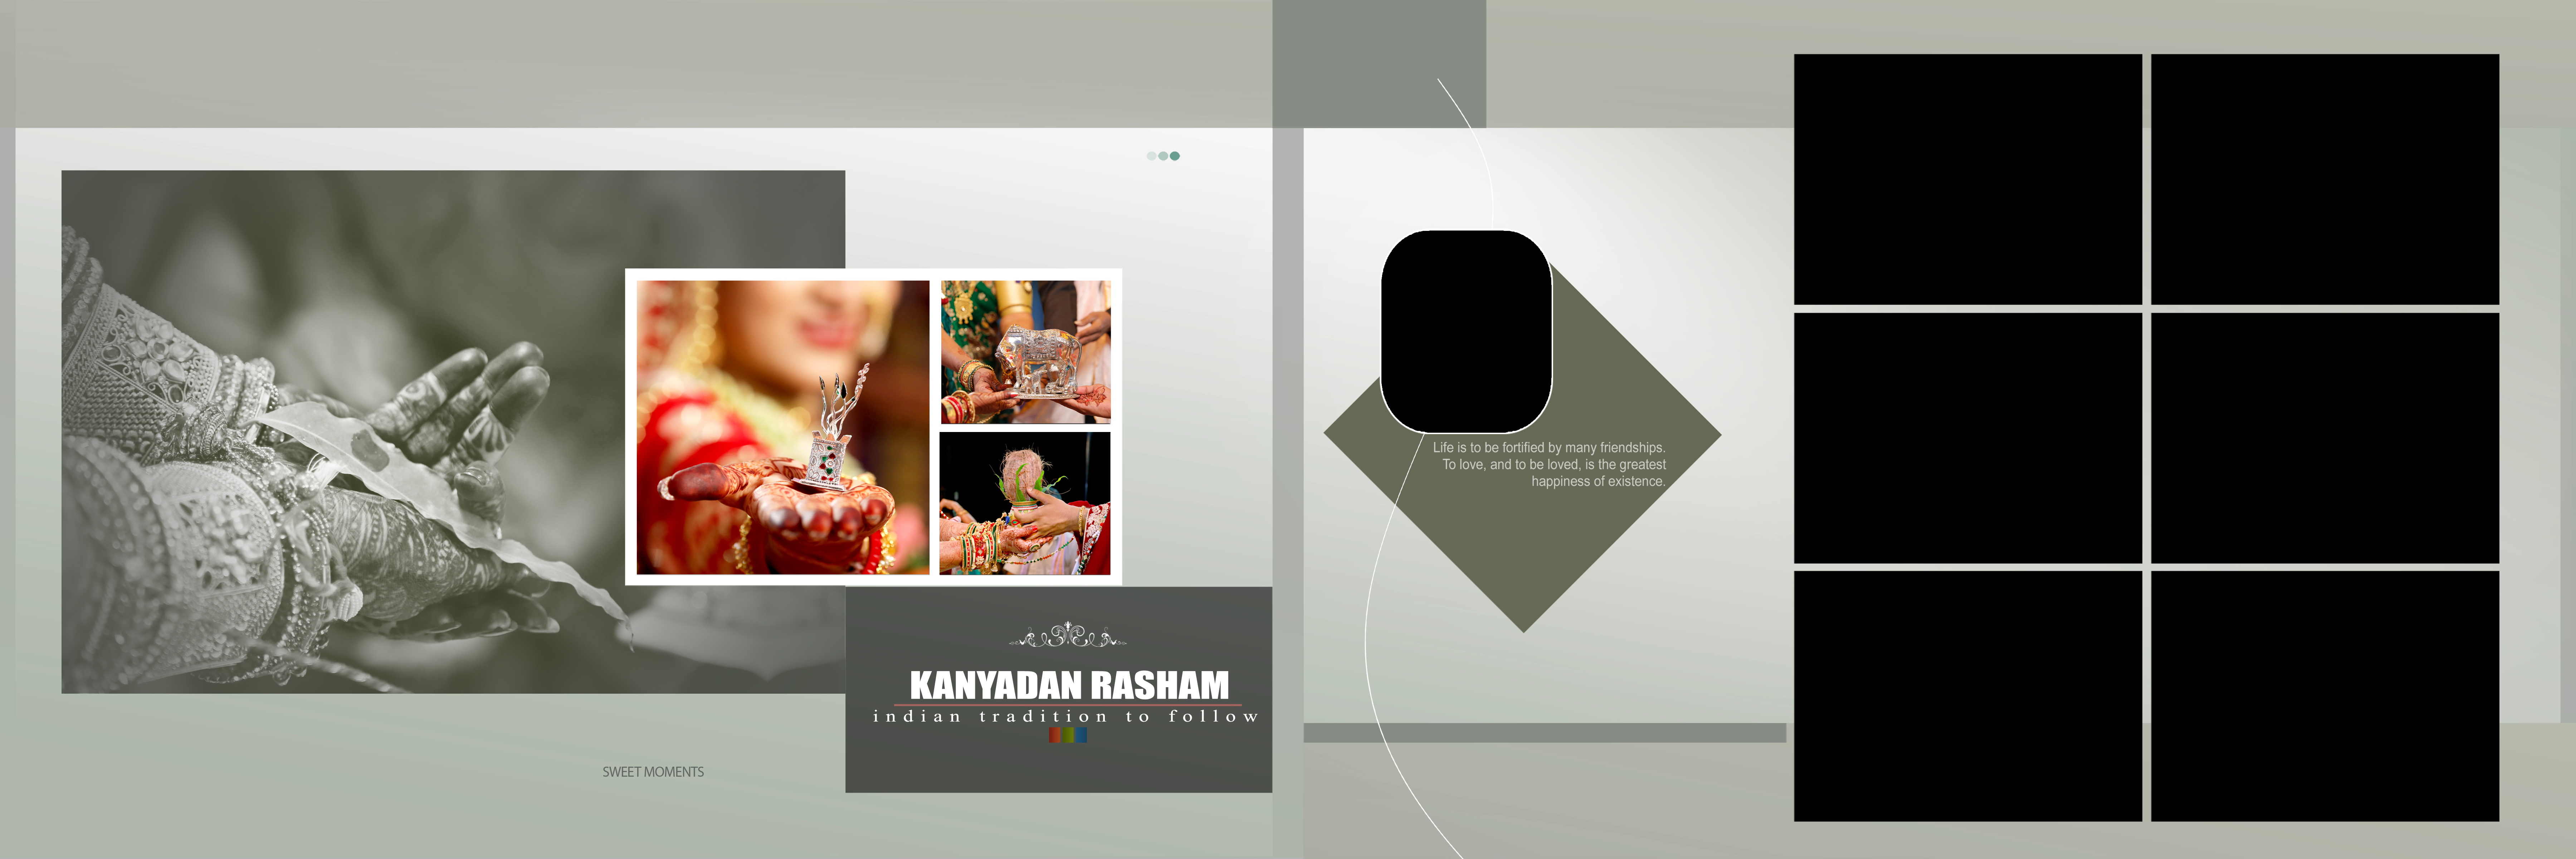 KANYADAN RASHAM
indian tradition to follow
SWEET MOMENTS
Life is to be fortified by many friendships.
To love, and to be loved, is the greatest
happiness of existence.